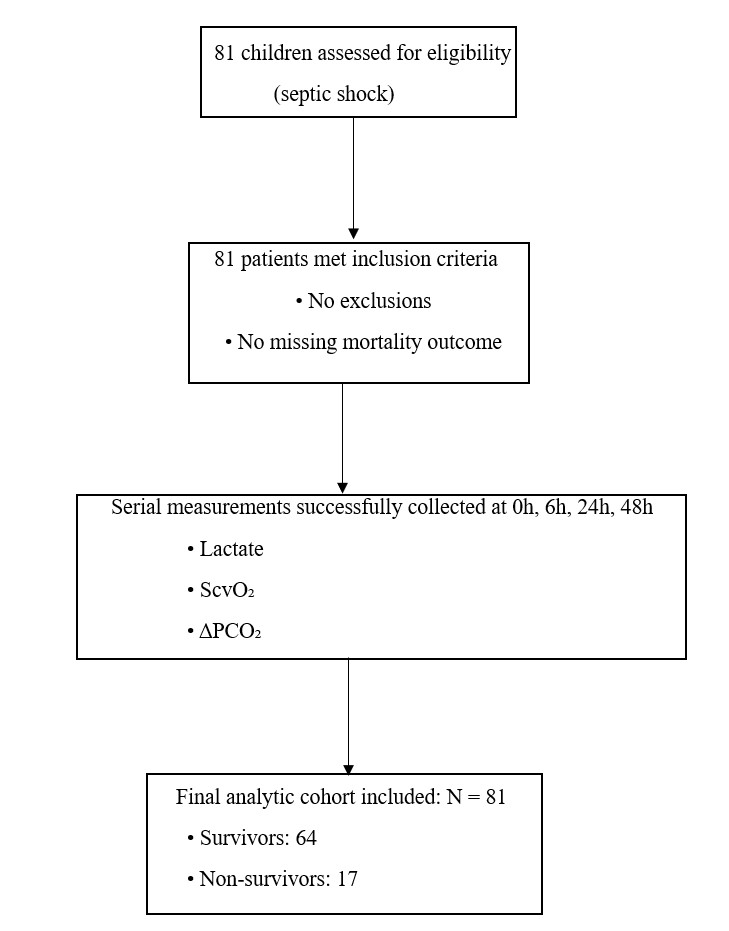 81 children assessed for eligibility
(septic shock)
81 patients met inclusion criteria
• No exclusions
• No missing mortality outcome
Serial measurements successfully collected at 0h, 6h, 24h, 48h
• Lactate
• ScvO₂
• ΔPCO₂
Final analytic cohort included: N = 81
• Survivors: 64
• Non-survivors: 17